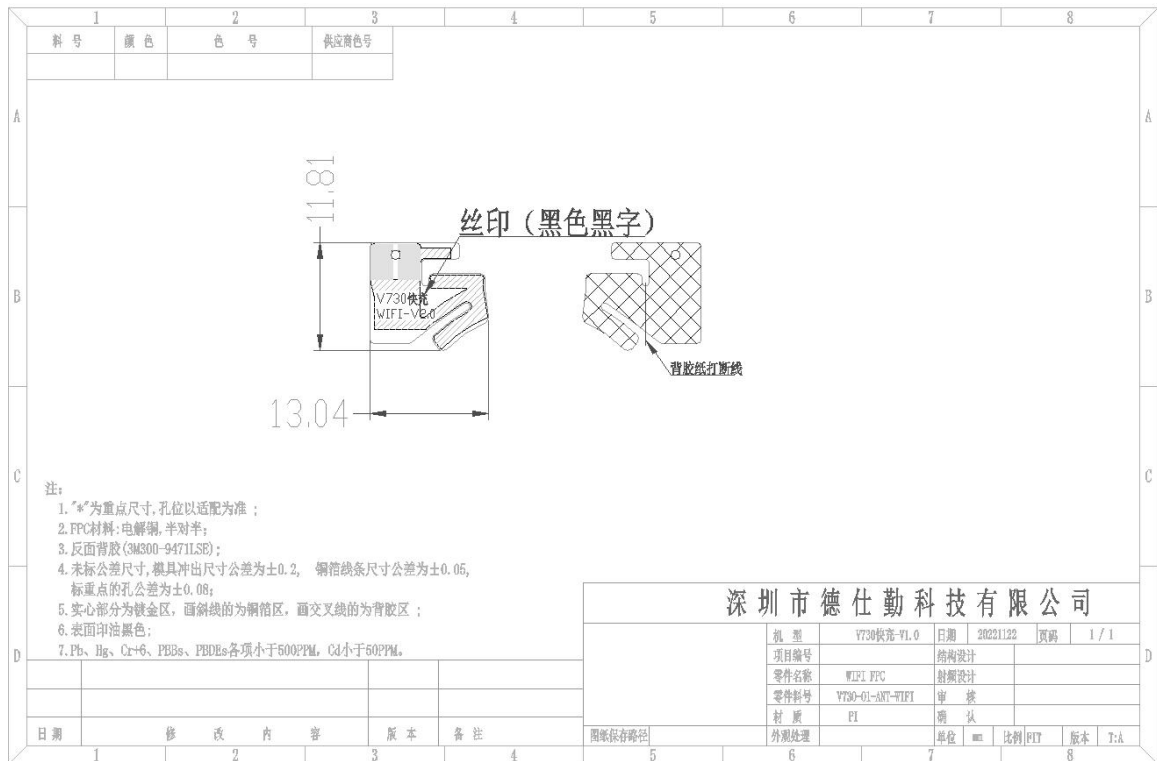 1 2 3 4 5 6 7 8
料 号 颜 色 色 号 供应商色号
A A
11.81
丝印（黑色黑字）
B B
V730快充
WIFI-V2.0
背胶纸打断线
13.04
C C
注:
1."*"为重点尺寸,孔位以适配为准 ;
2.FPC材料:电解铜,半对半;
3.反面背胶(3M300-9471LSE);
4.未标公差尺寸,模具冲出尺寸公差为±0.2, 铜箔线条尺寸公差为±0.05,
标重点的孔公差为±0.08;
5.实心部分为镀金区，画斜线的为铜箔区，画交叉线的为背胶区 ;
6.表面印油黑色;
7.Pb、Hg、Cr+6、PBBs、PBDEs各项小于500PPM，Cd小于50PPM。
D D
深圳市德仕勤科技有限公司
机 型 V730快充-V1.0 日期 20221122 页码 1 / 1
项目编号 结构设计
零件名称 WIFI FPC 射频设计
零件料号 V730-01-ANT-WIFI 审 核
材 质 PI 确 认
日 期 修 改 内 容 版 本 备 注 图纸保存路径 外观处理 单位 mm 比例 FIT 版本 T:A
1 2 3 4 5 6 7 8